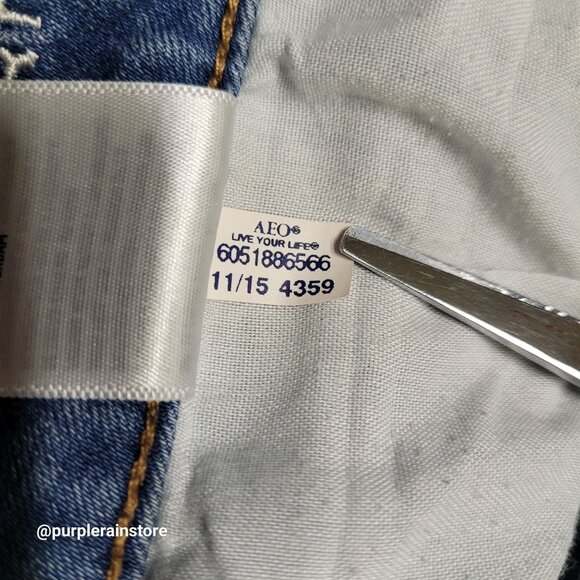 AEO®
LIVE YOUR LIFE®
6051886566
11/15 4359
@purplerainstore